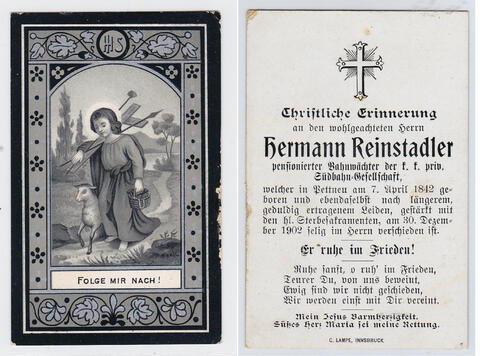 IHS
FOLGE MIR NACH!
Christliche Erinnerung
an den wohlgeachteten Herrn
Hermann Reinstadler
pensionierter Bahnwächter der k. k. priv.
Südbahn-Gesellschaft,
welcher in Pettneu am 7. April 1842 ge-
boren und ebendaselbst nach längerem,
geduldig ertragenem Leiden, gestärkt mit
den hl. Sterbesakramenten, am 30. Dezem-
ber 1902 selig im Herrn verschieden ist.
Er ruhe im Frieden!
Ruhe sanft, o ruh' im Frieden,
Teurer Du, von uns beweint,
Ewig sind wir nicht geschieden,
Wir werden einst mit Dir vereint.
Mein Jesus Barmherzigkeit.
Süßes Herz Maria sei meine Rettung.
C. LAMPE, INNSBRUCK